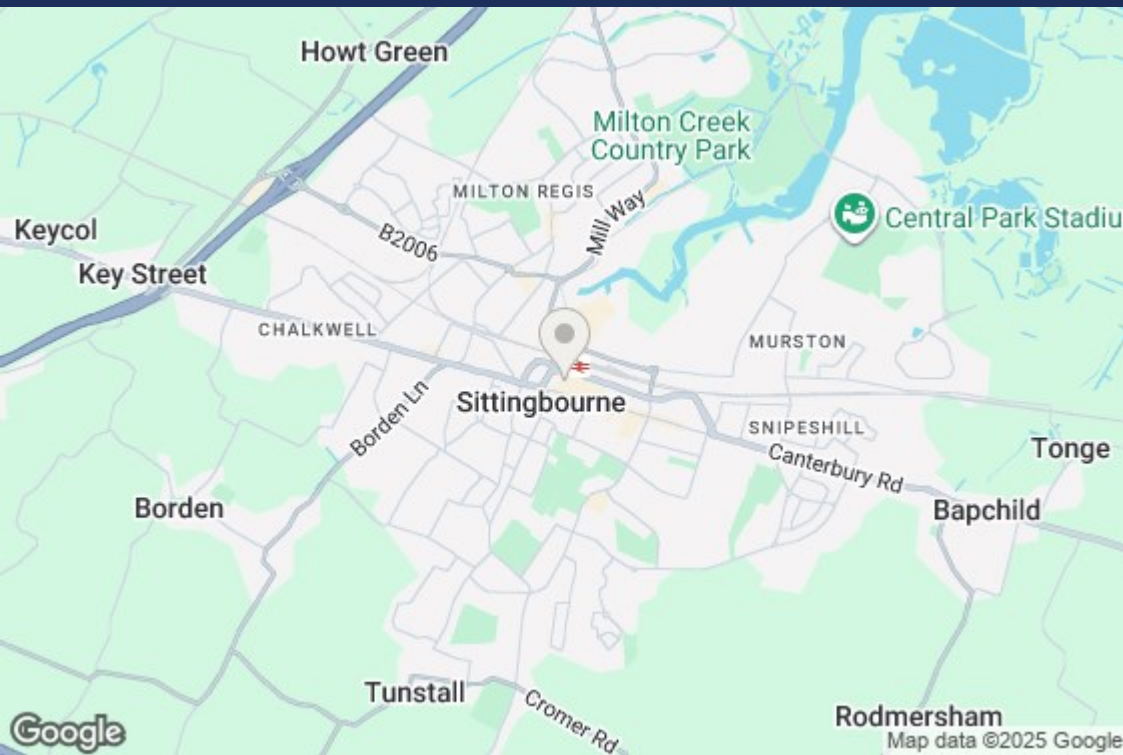 Howt Green
Milton Creek
Country Park
MILTON REGIS
Mill Way
Keycol
B2006
Central Park Stadiu
Key Street
CHALKWELL
MURSTON
Borden Ln
Sittingbourne
SNIPESHILL
Canterbury Rd
Tonge
Borden
Bapchild
Tunstall
Cromer Rd
Rodmersham
Google
Map data ©2025 Google